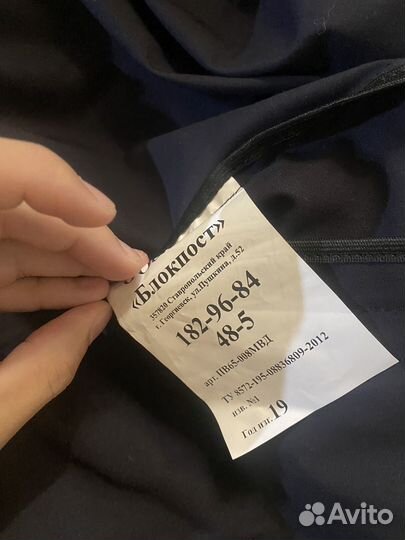 «Блокпост»
357820 Ставропольский край
г. Георгиевск, ул.Пушкина, д.52
182-96-84
48-5
арт. ПВ65-008МВД
ТУ 8572-195-08836809-2012
изв. №1
Год изг. 19
Avito